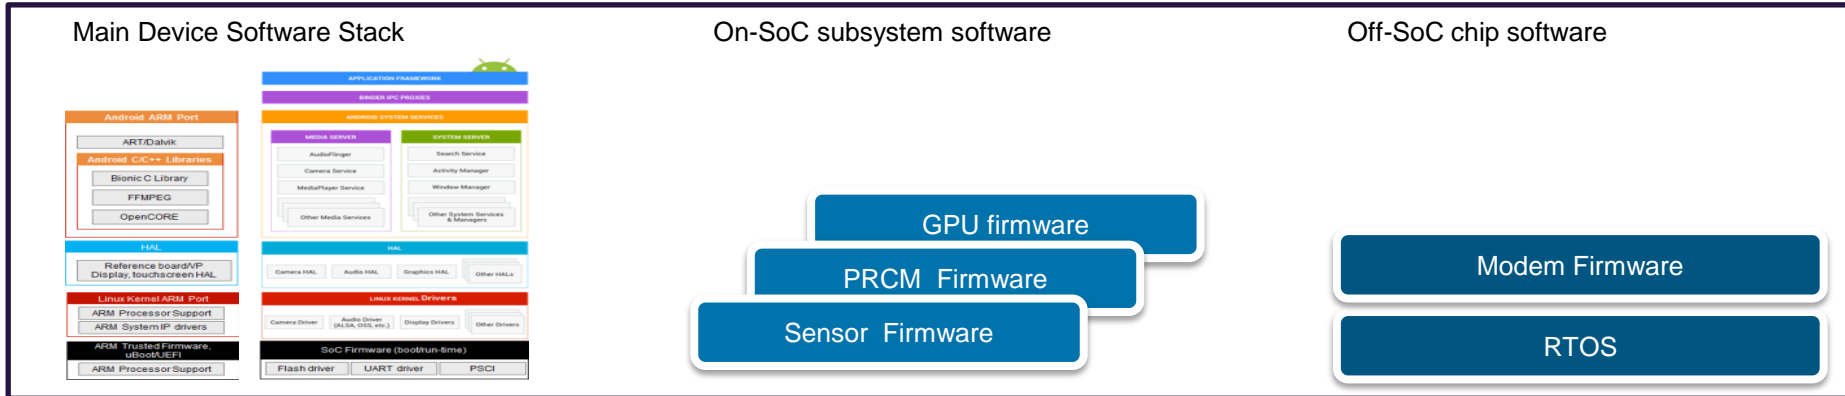 Main Device Software Stack
On-SoC subsystem software
Off-SoC chip software
Android ARM Port
ART/Dalvik
Android C/C++ Libraries
Bionic C Library
FFMPEG
OpenCORE
HAL
Reference board/VP
Display, touchscreen HAL
Linux Kernel ARM Port
ARM Processor Support
ARM System IP drivers
ARM Trusted Firmware,
uBoot/UEFI
ARM Processor Support
APPLICATION FRAMEWORK
BINDER IPC PROXIES
ANDROID SYSTEM SERVICES
MEDIA SERVER
AudioFlinger
Camera Service
MediaPlayer Service
Other Media Services
SYSTEM SERVER
Search Service
Activity Manager
Window Manager
Other System Services
& Managers
HAL
Camera HAL
Audio HAL
Graphics HAL
Other HALs
LINUX KERNEL Drivers
Camera Driver
Audio Driver
(ALSA, OSS, etc.)
Display Drivers
Other Drivers
SoC Firmware (boot/run-time)
Flash driver
UART driver
PSCI
GPU firmware
PRCM Firmware
Sensor Firmware
Modem Firmware
RTOS